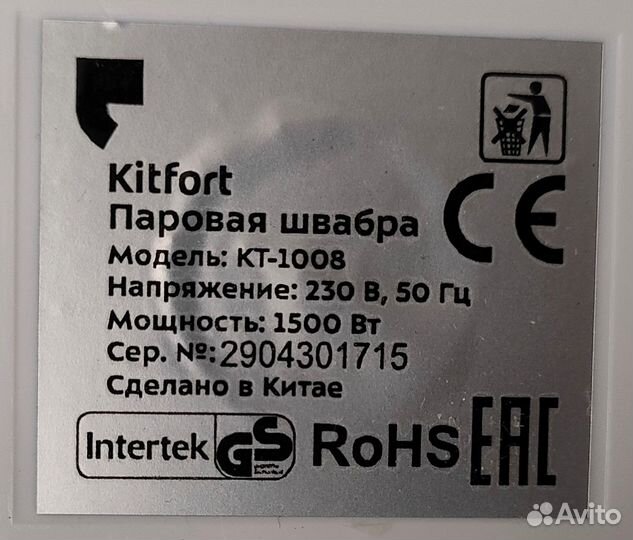 Kitfort
Паровая швабра
Модель: КТ-1008
Напряжение: 230 В, 50 Гц
Мощность: 1500 Вт
Сер. №: 2904301715
Сделано в Китае
CE
Intertek GS RoHS EAC
Avito